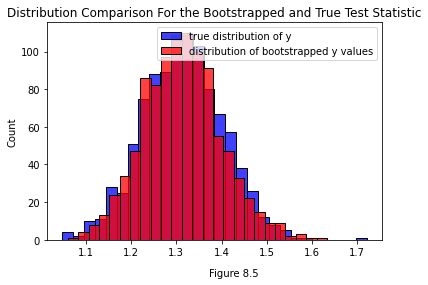 Distribution Comparison For the Bootstrapped and True Test Statistic
true distribution of y
distribution of bootstrapped y values
Count
100
80
60
40
20
0
1.1 1.2 1.3 1.4 1.5 1.6 1.7
Figure 8.5